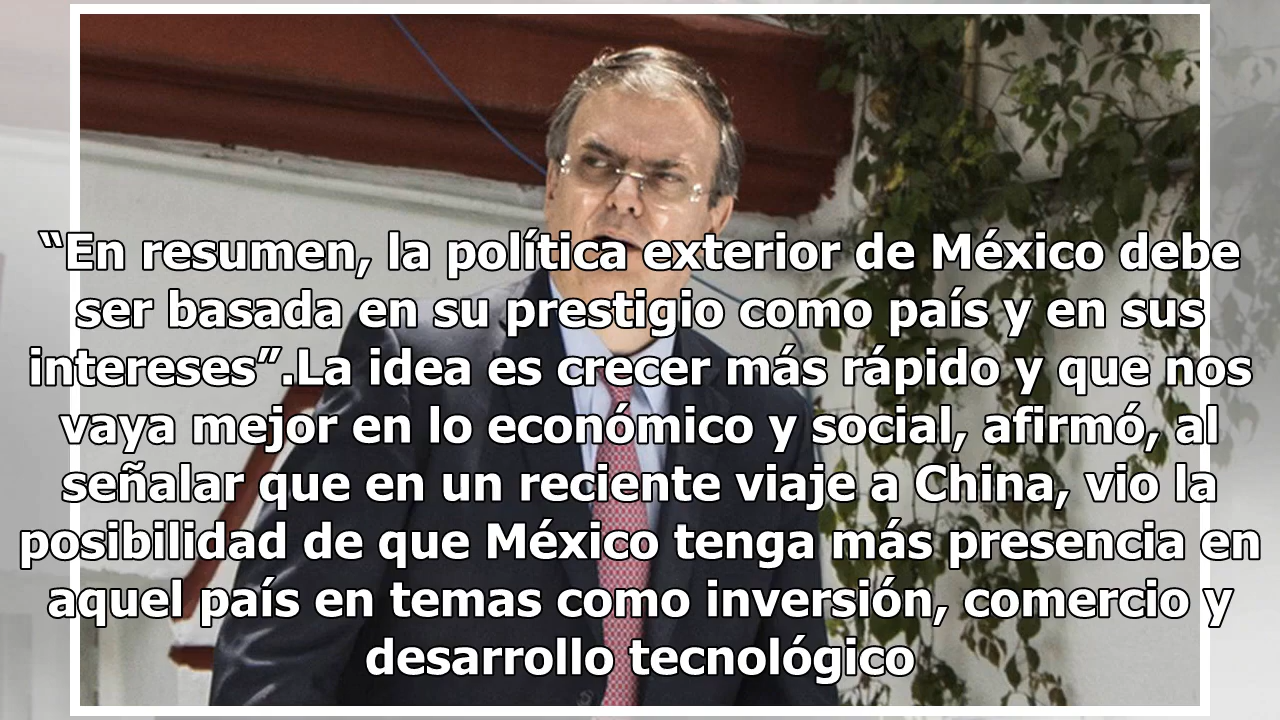 “En resumen, la política exterior de México debe
ser basada en su prestigio como país y en sus
intereses”.La idea es crecer más rápido y que nos
vaya mejor en lo económico y social, afirmó, al
señalar que en un reciente viaje a China, vio la
posibilidad de que México tenga más presencia en
aquel país en temas como inversión, comercio y
desarrollo tecnológico